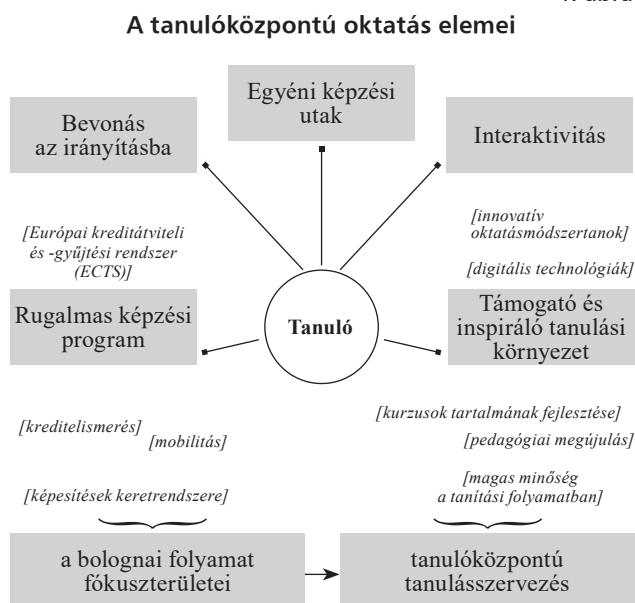 A tanulóközpontú oktatás elemei
Egyéni képzési
utak
Bevonás
az irányításba
Interaktivitás
[Európai kreditátviteli
és -gyűjtési rendszer
(ECTS)]
[innovatív
oktatásmódszertanok]
[digitális technológiák]
Rugalmas képzési
program
Tanuló
Támogató és
inspiráló tanulási
környezet
[kreditelismerés]
[mobilitás]
[kurzusok tartalmának fejlesztése]
[pedagógiai megújulás]
[képesítések keretrendszere]
[magas minőség
a tanítási folyamatban]
a bolognai folyamat
fókuszterületei
tanulóközpontú
tanulásszervezés